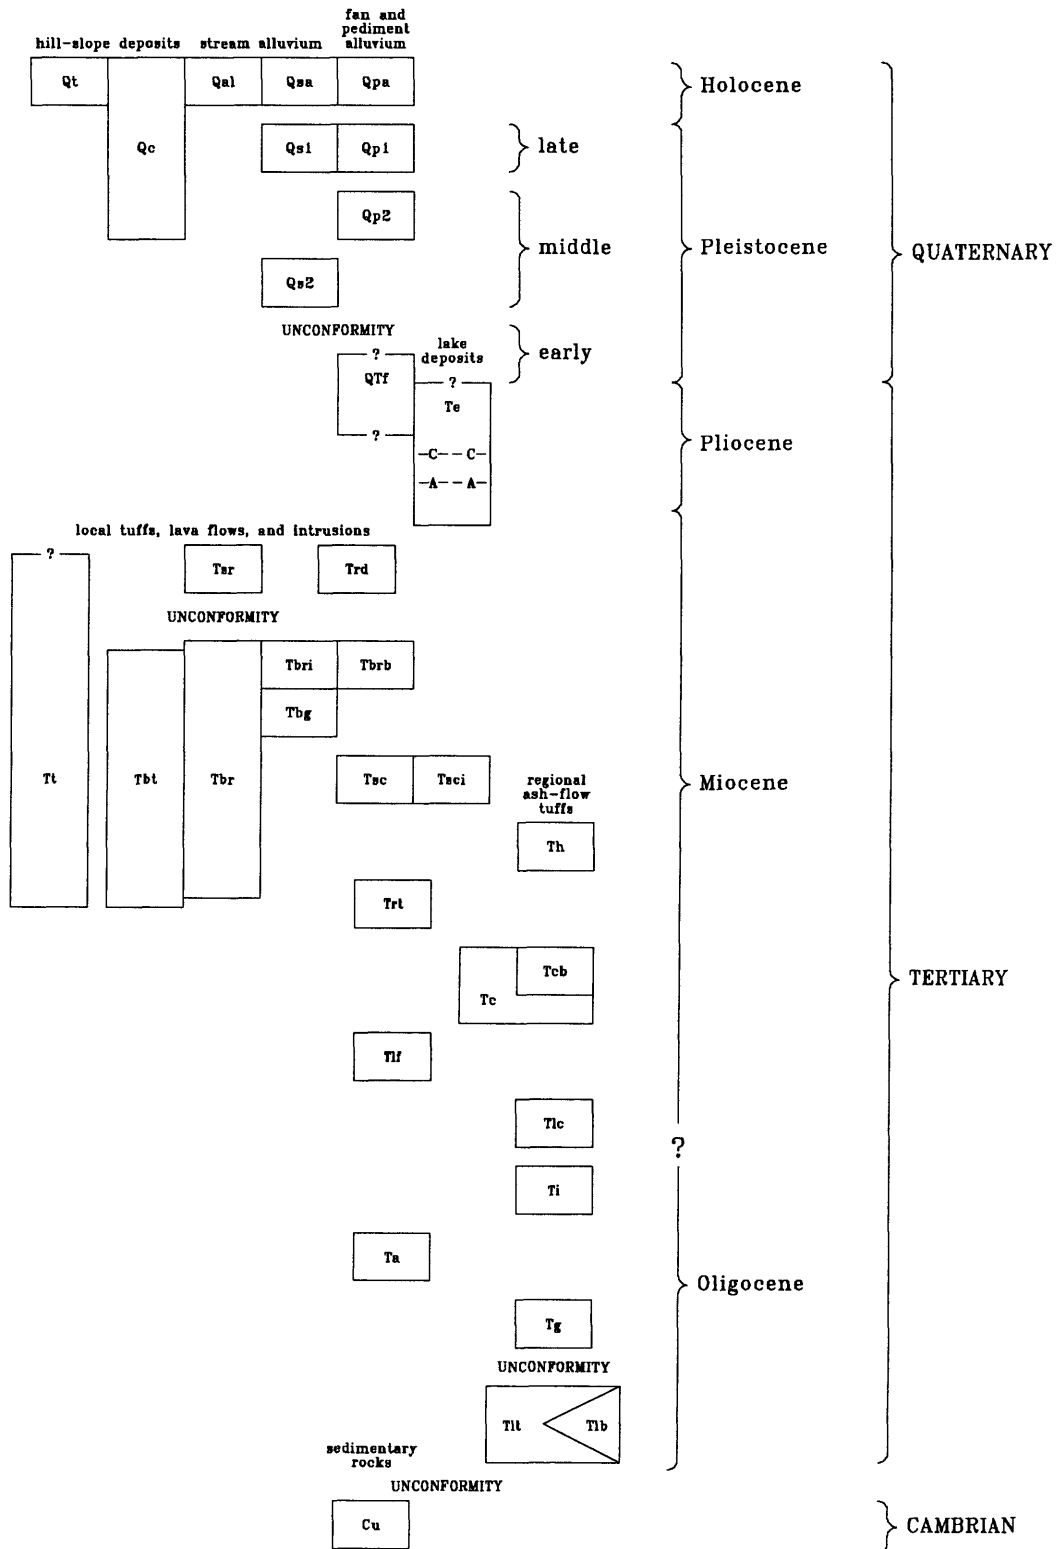 fan and
pediment
alluvium
hill-slope deposits
stream alluvium
Qt
Qc
Qal
Qsa
Qpa
Holocene
Qs1
Qp1
late
Qp2
middle
Pleistocene
QUATERNARY
Qs2
UNCONFORMITY
lake
deposits
early
?
QTf
?
?
Te
—C——C—
—A——A—
Pliocene
local tuffs, lava flows, and intrusions
?
Tsr
Trd
UNCONFORMITY
Tbri
Tbrb
Tbg
Tt
Tbt
Tbr
Tsc
Tsci
regional
ash-flow
tuffs
Miocene
Th
Trt
Tcb
Tc
TERTIARY
Tlf
Tlc
?
Ti
Ta
Oligocene
Tg
UNCONFORMITY
Tlt
Tlb
sedimentary
rocks
UNCONFORMITY
Cu
CAMBRIAN